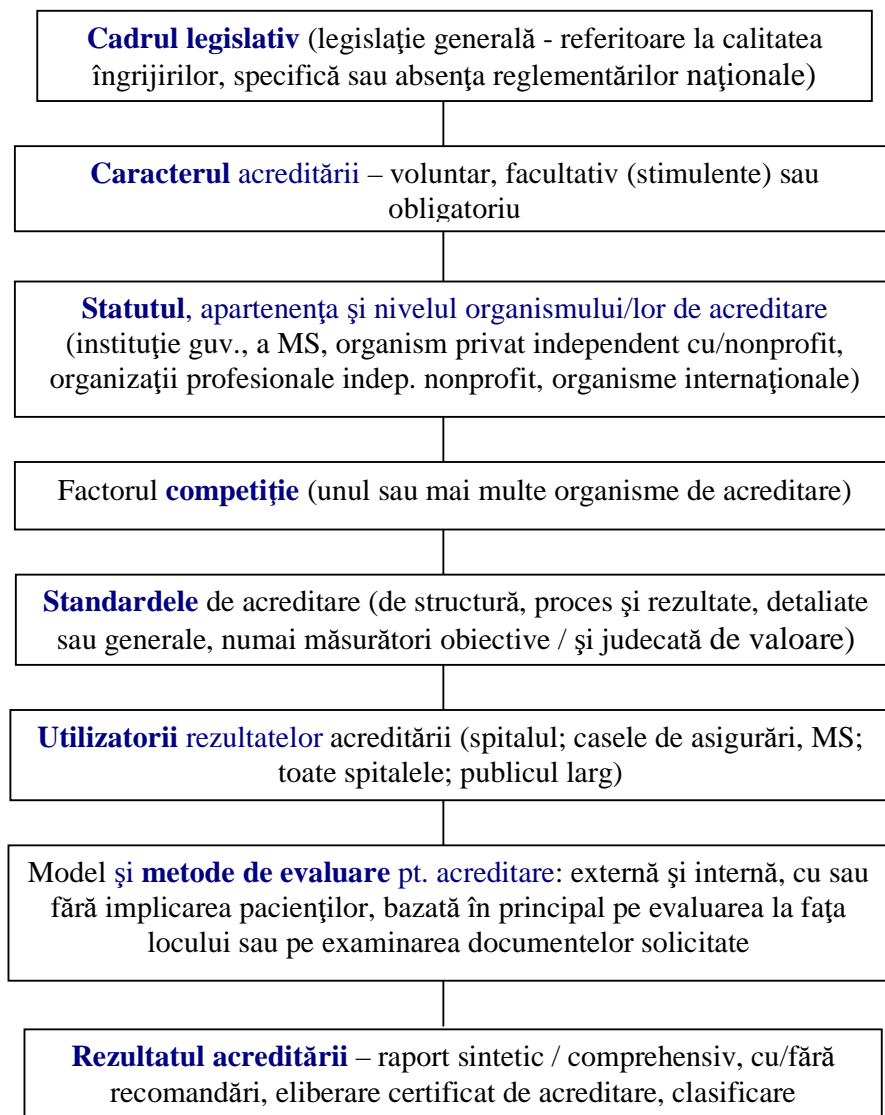 Cadrul legislativ (legislaţie generală - referitoare la calitatea
îngrijirilor, specifică sau absenţa reglementărilor naţionale)
Caracterul acreditării – voluntar, facultativ (stimulente) sau
obligatoriu
Statutul, apartenenţa şi nivelul organismului/lor de acreditare
(instituţie guv., a MS, organism privat independent cu/nonprofit,
organizaţii profesionale indep. nonprofit, organisme internaţionale)
Factorul competiţie (unul sau mai multe organisme de acreditare)
Standardele de acreditare (de structură, proces şi rezultate, detaliate
sau generale, numai măsurători obiective / şi judecată de valoare)
Utilizatorii rezultatelor acreditării (spitalul; casele de asigurări, MS;
toate spitalele; publicul larg)
Model şi metode de evaluare pt. acreditare: externă şi internă, cu sau
fără implicarea pacienţilor, bazată în principal pe evaluarea la faţa
locului sau pe examinarea documentelor solicitate
Rezultatul acreditării – raport sintetic / comprehensiv, cu/fără
recomandări, eliberare certificat de acreditare, clasificare